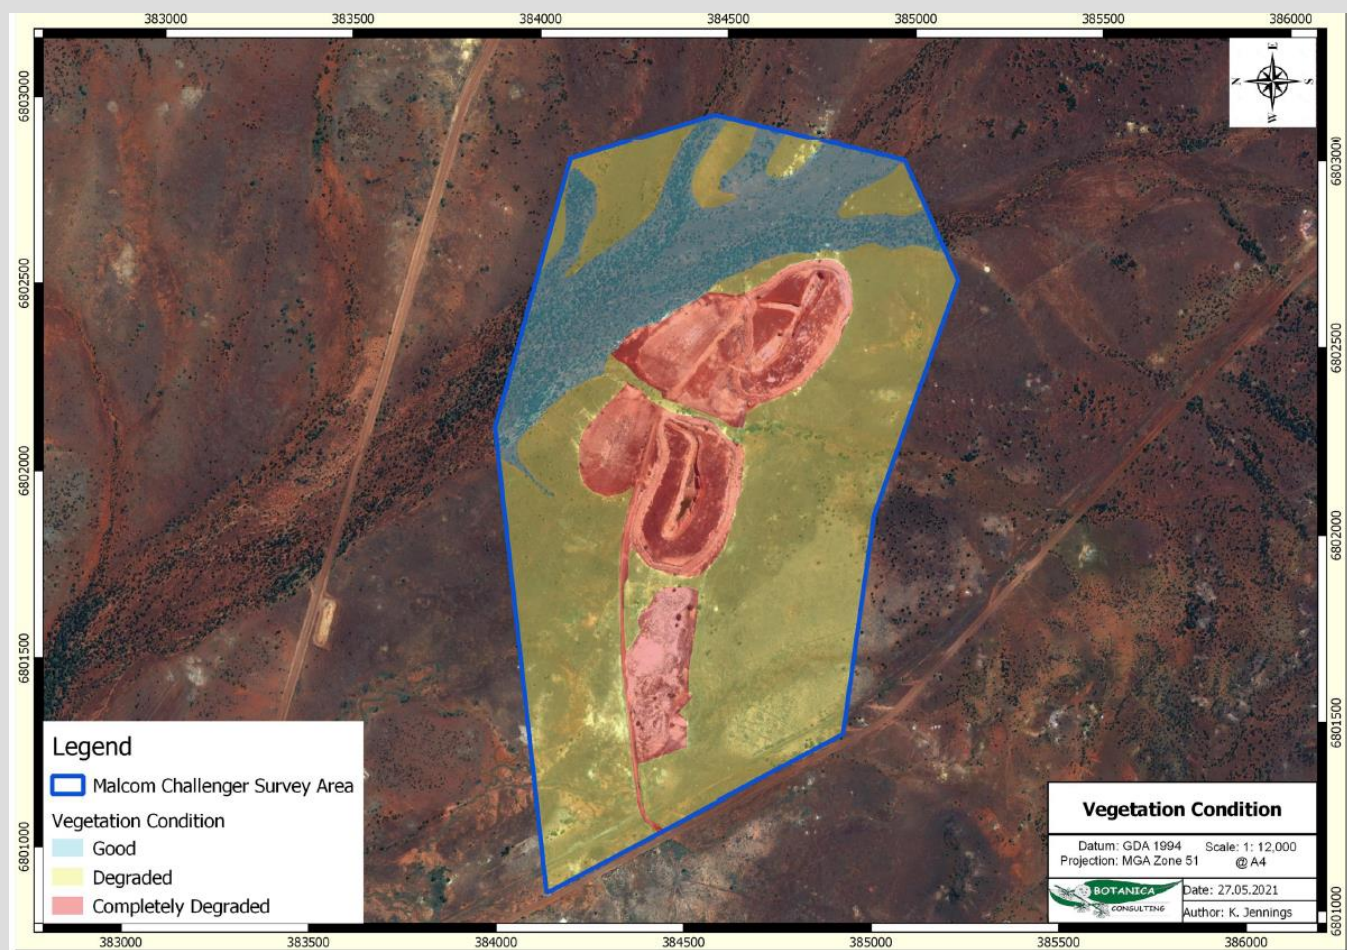 383000 383500 384000 384500 385000 385500 386000
6803000
6802500
6802000
6801500
6801000
E
N S
W
6803000
6802500
6802000
6801500
6801000
Legend
Malcom Challenger Survey Area
Vegetation Condition
Good
Degraded
Completely Degraded
Vegetation Condition
Datum: GDA 1994 Scale: 1: 12,000
Projection: MGA Zone 51 @ A4
BOTANICA
CONSULTING
Date: 27.05.2021
Author: K. Jennings
383000 383500 384000 384500 385000 385500 386000